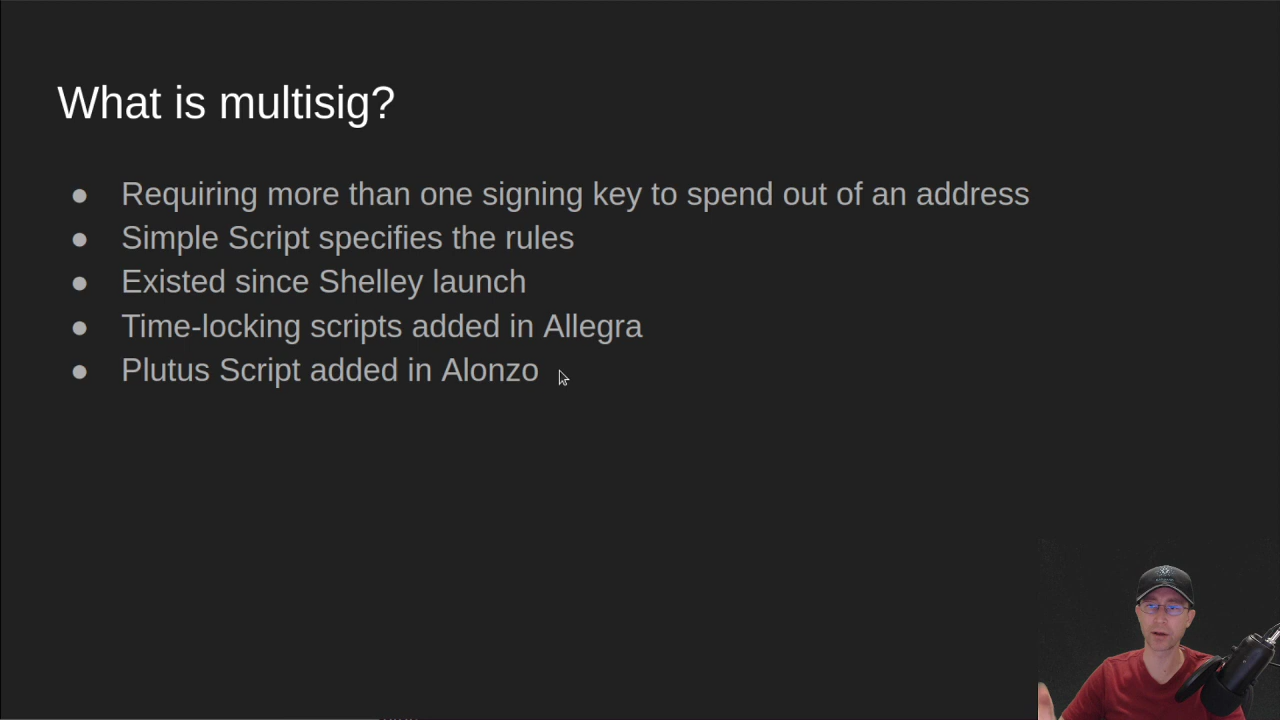 What is multisig?
● Requiring more than one signing key to spend out of an address
● Simple Script specifies the rules
● Existed since Shelley launch
● Time-locking scripts added in Allegra
● Plutus Script added in Alonzo